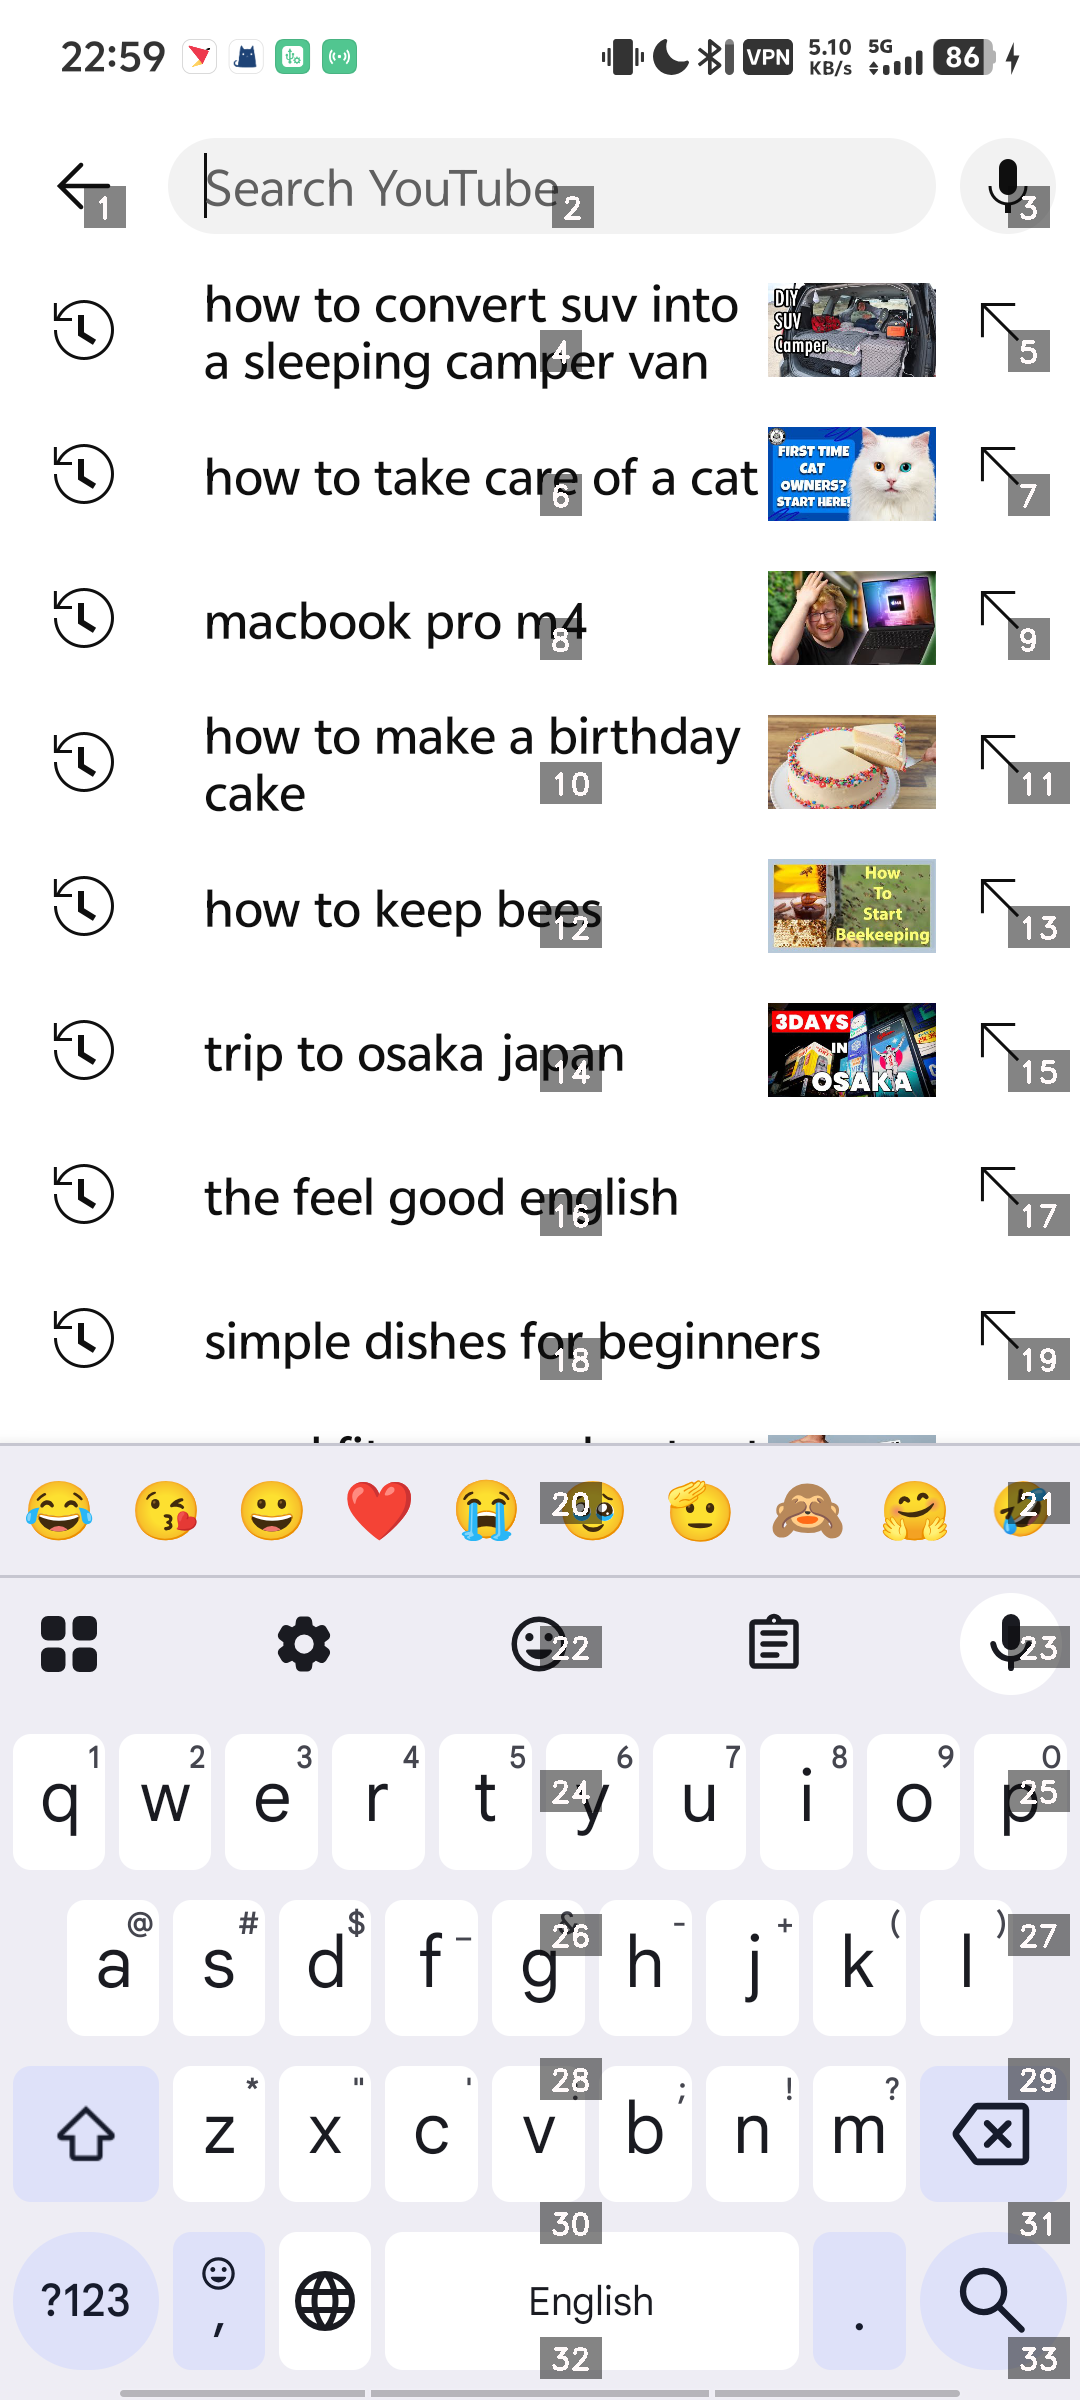 22:59
VPN
5.10
KB/s
5G
86
Search YouTube
1
2
3
how to convert suv into
a sleeping camper van
DIY
SUV
Camper
4
5
how to take care of a cat
FIRST TIME
CAT
OWNERS?
START HERE!
6
7
macbook pro m4
8
9
how to make a birthday
cake
10
11
how to keep bees
How
To
Start
Beekeeping
12
13
trip to osaka japan
3DAYS
IN
OSAKA
14
15
the feel good english
16
17
simple dishes for beginners
18
19
20
21
22
23
1 2 3 4 5 6 7 8 9 0
q w e r t y u i o p
24
25
@ # $ _ & - + ( )
a s d f g h j k l
26
27
* " ' ; ! ?
z x c v b n m
28
29
30
31
?123
,
English
.
32
33